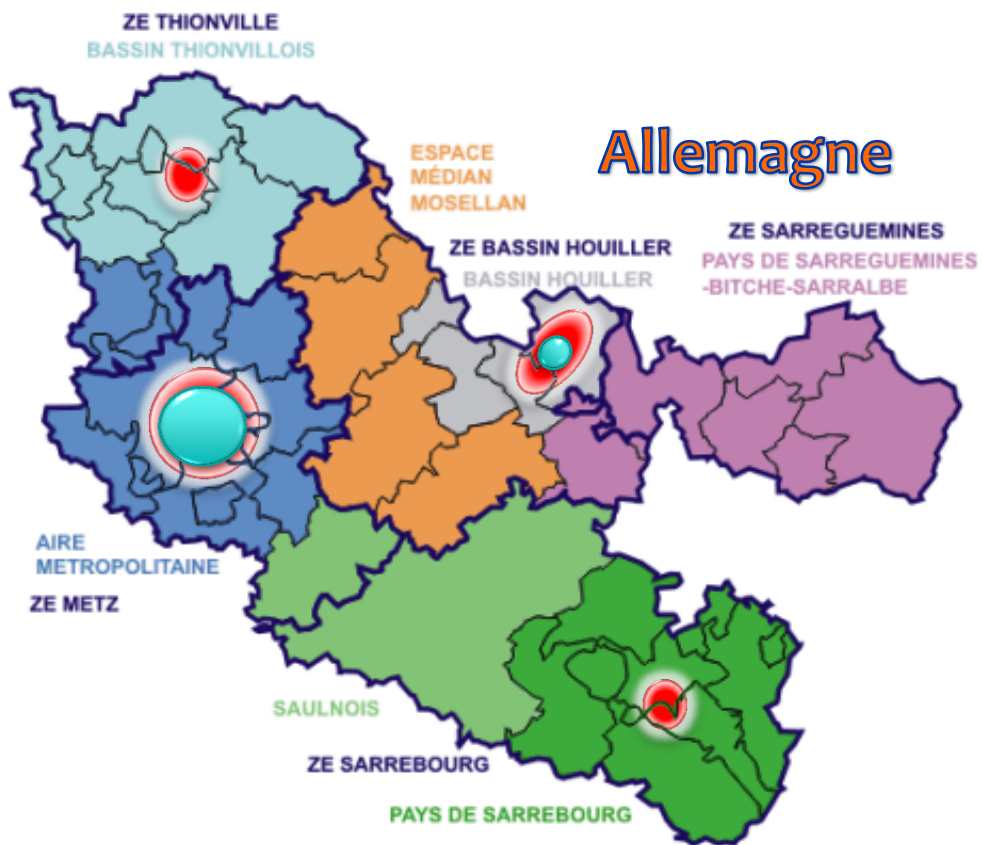 ZE THIONVILLE
BASSIN THIONVILLOIS
Allemagne
ESPACE
MÉDIAN
MOSELLAN
ZE BASSIN HOUILLER
BASSIN HOUILLER
ZE SARREGUEMINES
PAYS DE SARREGUEMINES
-BITCHE-SARRALBE
AIRE
METROPOLITAINE
ZE METZ
SAULNOIS
ZE SARREBOURG
PAYS DE SARREBOURG